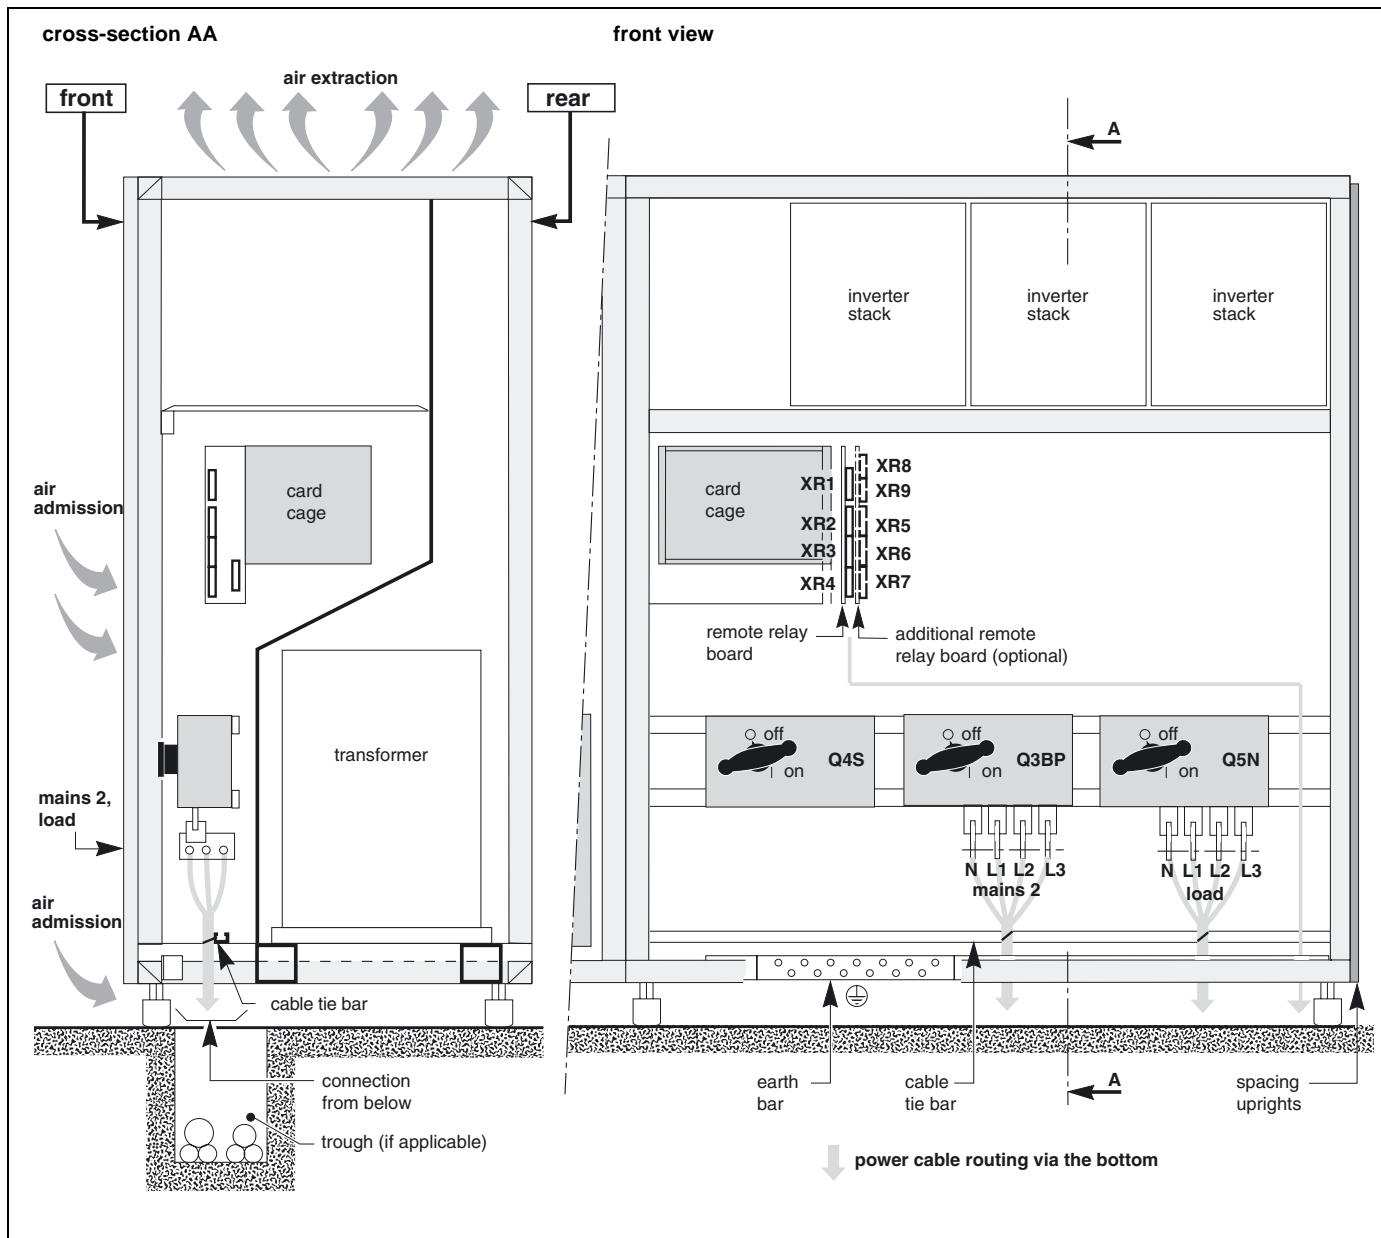 cross-section AA
front view
air extraction
front
rear
A
inverter
stack
inverter
stack
inverter
stack
air
admission
card
cage
card
cage
XR1
XR2
XR3
XR4
XR8
XR9
XR5
XR6
XR7
remote relay
board
additional remote
relay board (optional)
transformer
off
on
Q4S
off
on
Q3BP
off
on
Q5N
mains 2,
load
N L1 L2 L3
mains 2
N L1 L2 L3
load
air
admission
cable tie bar
connection
from below
trough (if applicable)
earth
bar
cable
tie bar
A
spacing
uprights
power cable routing via the bottom